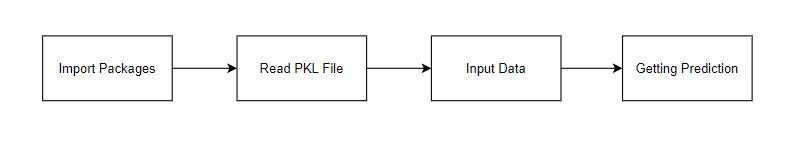 Import Packages
Read PKL File
Input Data
Getting Prediction